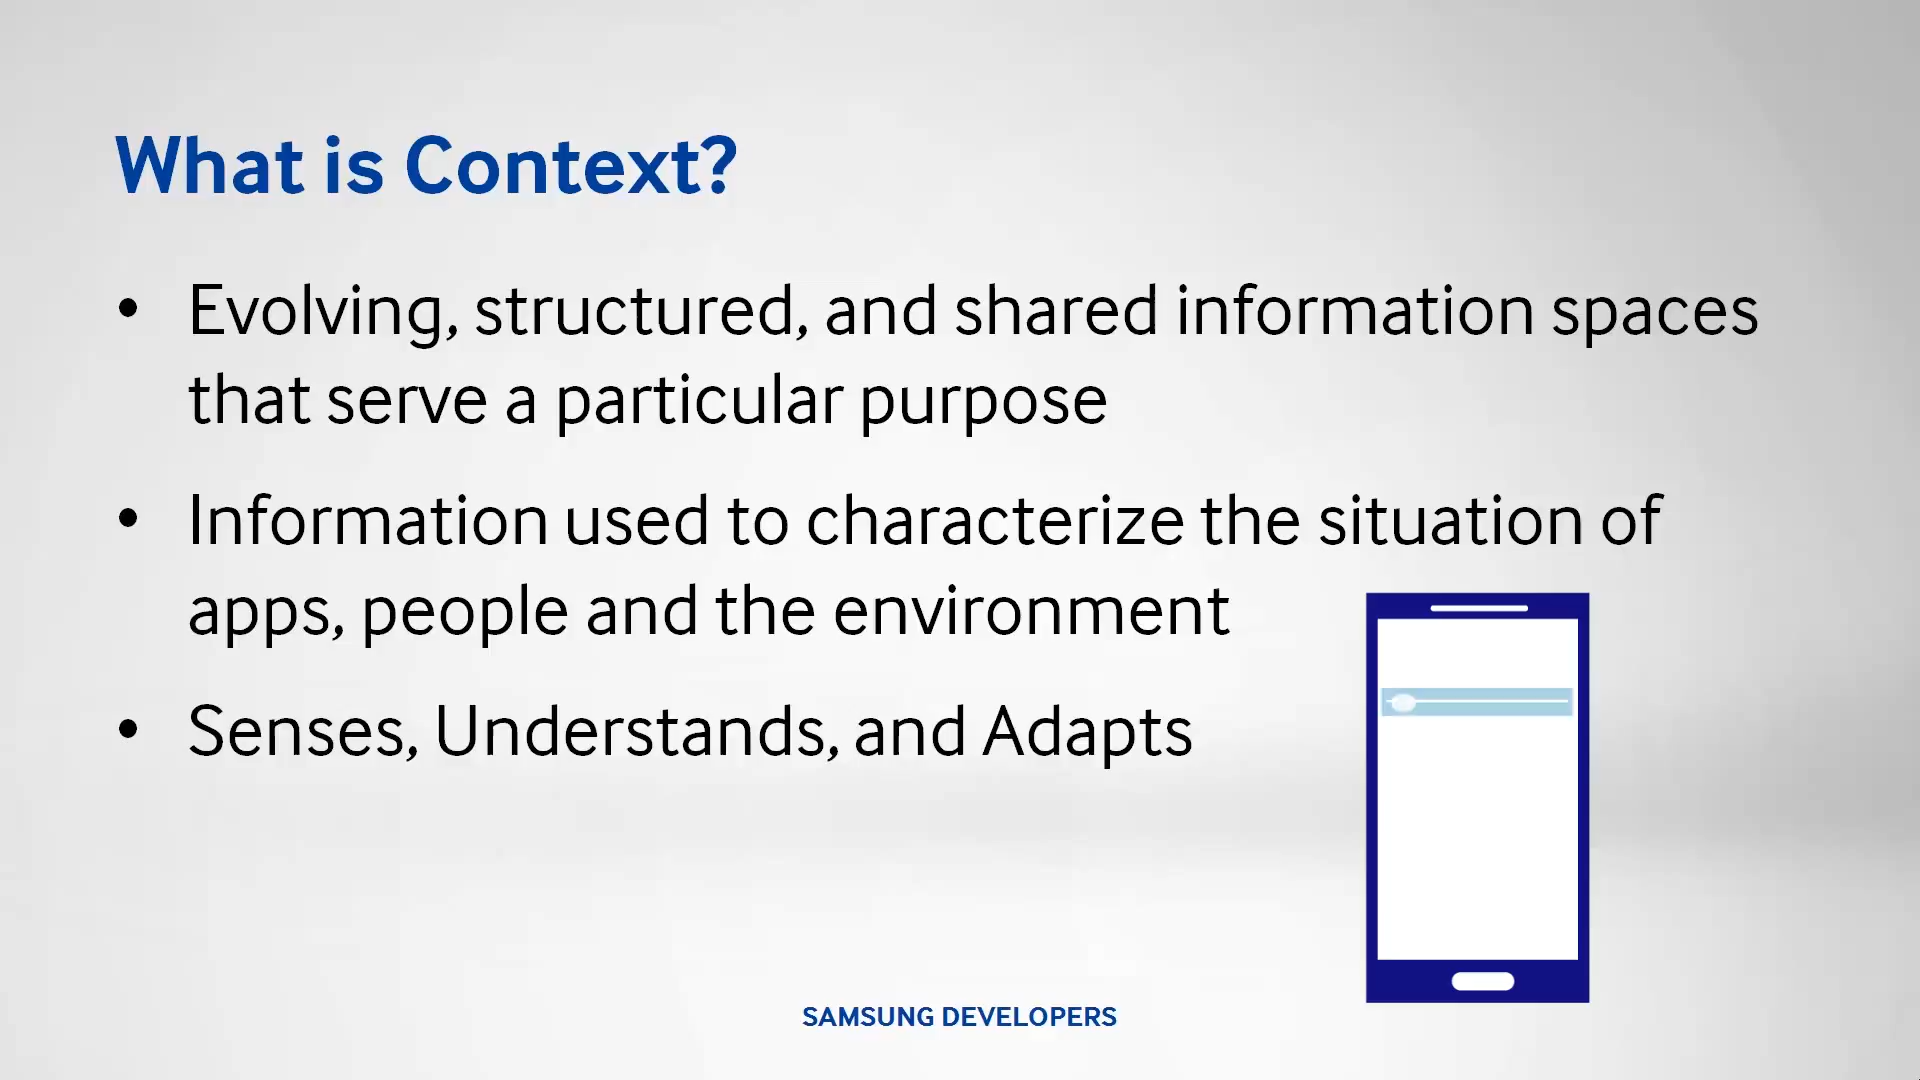 What is Context?
• Evolving, structured, and shared information spaces
that serve a particular purpose
• Information used to characterize the situation of
apps, people and the environment
• Senses, Understands, and Adapts
SAMSUNG DEVELOPERS